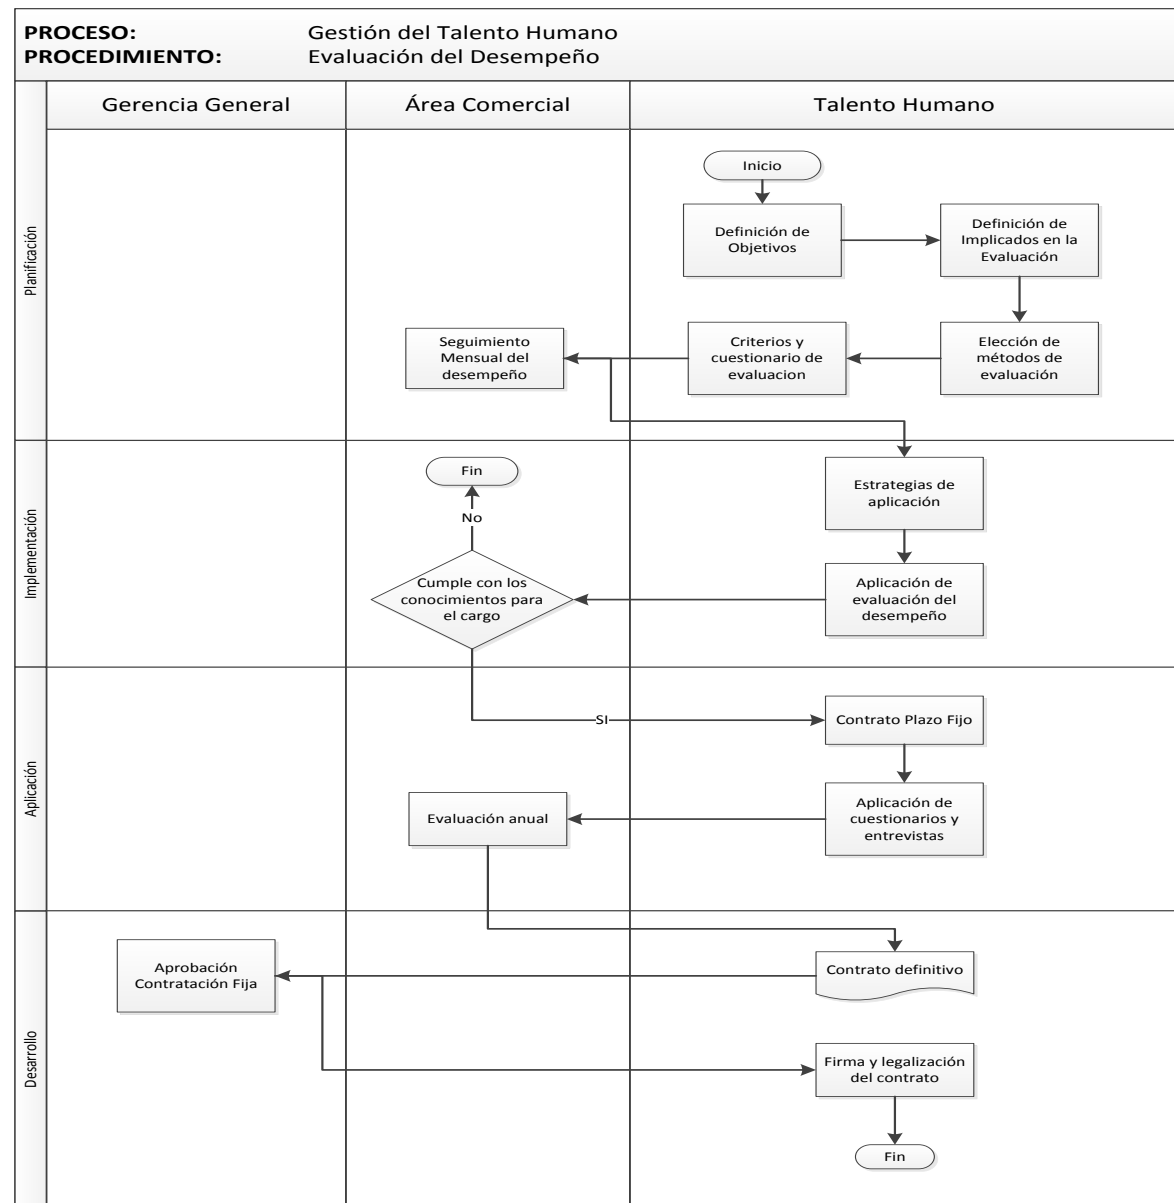 PROCESO: Gestión del Talento Humano
PROCEDIMIENTO: Evaluación del Desempeño
Gerencia General
Área Comercial
Talento Humano
Planificación
Inicio
Definición de
Objetivos
Definición de
Implicados en la
Evaluación
Seguimiento
Mensual del
desempeño
Criterios y
cuestionario de
evaluacion
Elección de
métodos de
evaluación
Implementación
Fin
No
Estrategias de
aplicación
Cumple con los
conocimientos para
el cargo
Aplicación de
evaluación del
desempeño
Aplicación
SI
Contrato Plazo Fijo
Evaluación anual
Aplicación de
cuestionarios y
entrevistas
Desarrollo
Aprobación
Contratación Fija
Contrato definitivo
Firma y legalización
del contrato
Fin